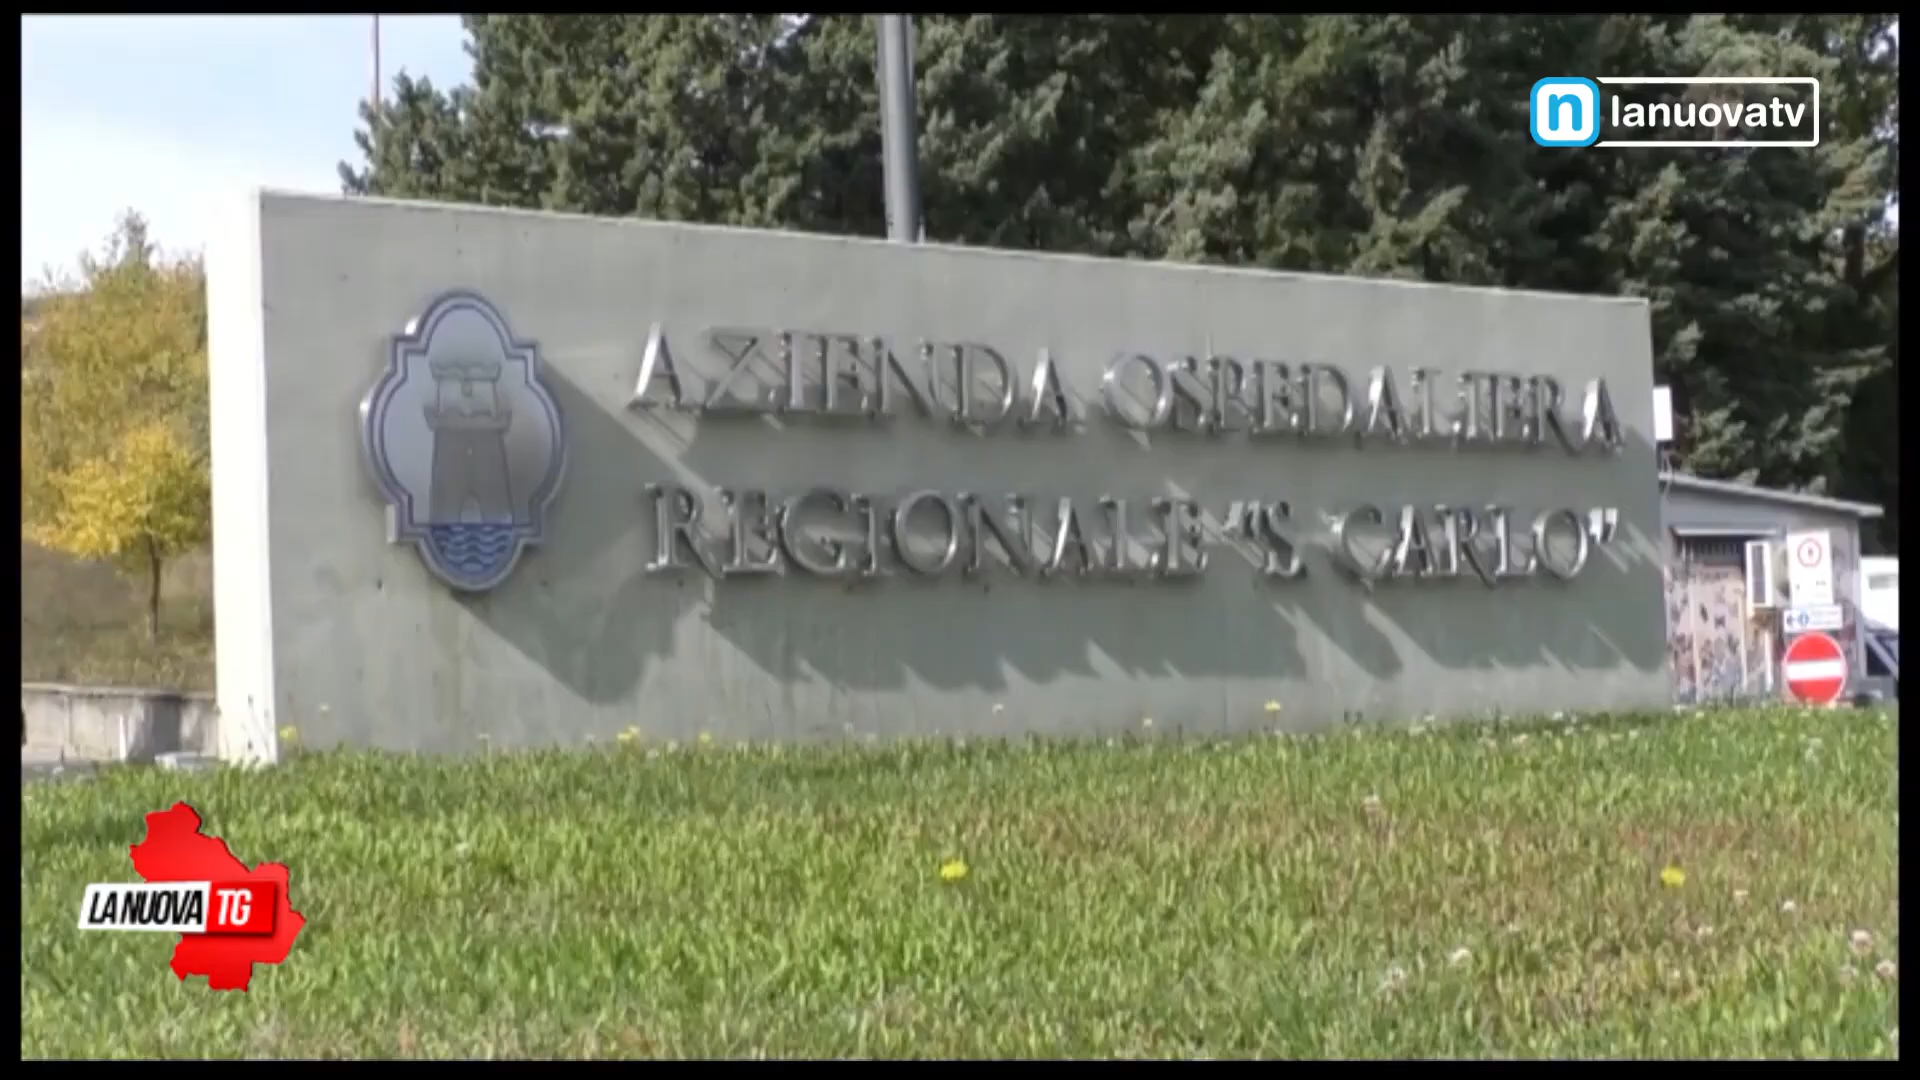 lanuovatv
AZIENDA OSPEDALIERA
REGIONALE "S. CARLO"
LA NUOVA TG